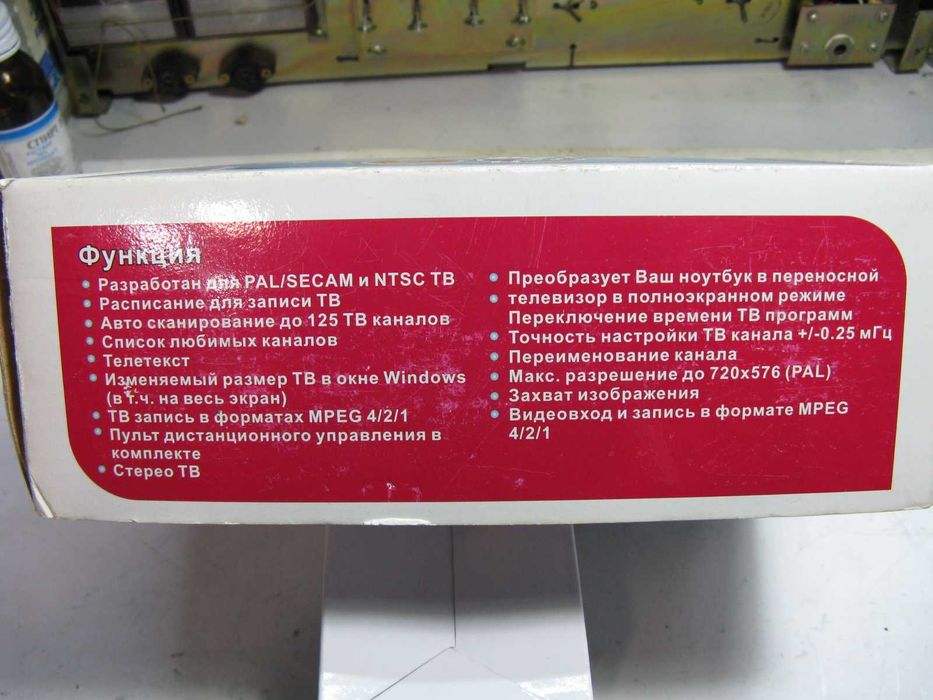 СПИРТ
Функция
Разработан для PAL/SECAM и NTSC ТВ
Расписание для записи ТВ
Авто сканирование до 125 ТВ каналов
Список любимых каналов
Телетекст
Изменяемый размер ТВ в окне Windows
(в т.ч. на весь экран)
ТВ запись в форматах MPEG 4/2/1
Пульт дистанционного управления в
комплекте
Стерео ТВ
Преобразует Ваш ноутбук в переносной
телевизор в полноэкранном режиме
Переключение времени ТВ программ
Точность настройки ТВ канала +/-0.25 мГц
Переименование канала
Макс. разрешение до 720x576 (PAL)
Захват изображения
Видеовход и запись в формате MPEG
4/2/1